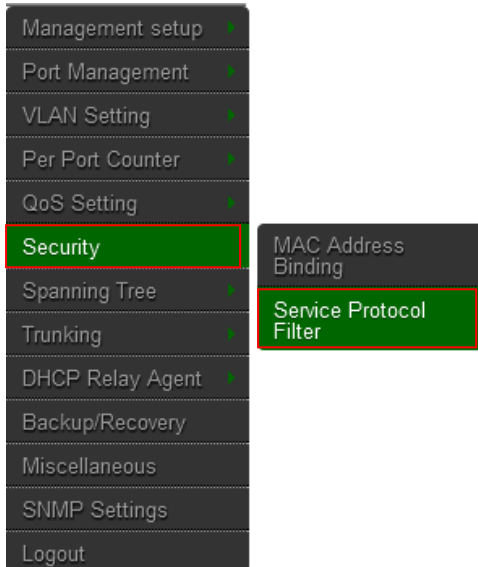 Management setup
Port Management
VLAN Setting
Per Port Counter
QoS Setting
Security
Spanning Tree
Trunking
DHCP Relay Agent
Backup/Recovery
Miscellaneous
SNMP Settings
Logout
MAC Address
Binding
Service Protocol
Filter